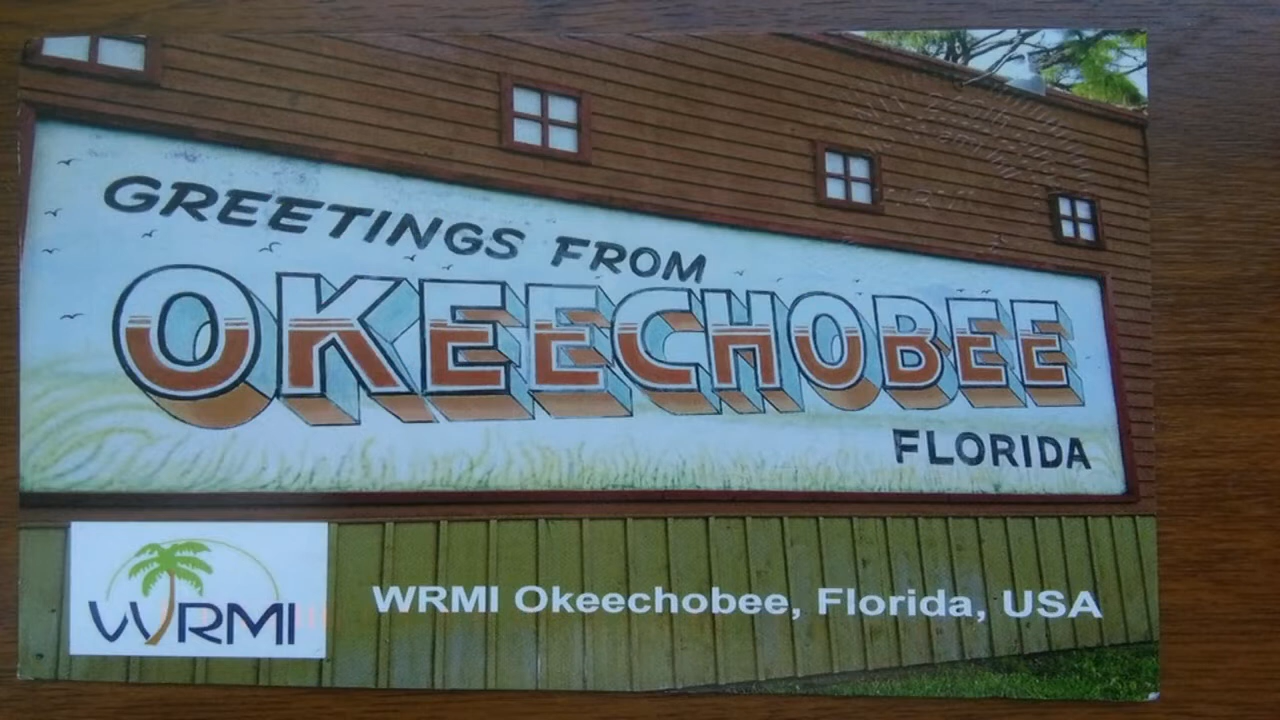 GREETINGS FROM
OKEECHOBEE
FLORIDA
WRMI
WRMI Okeechobee, Florida, USA